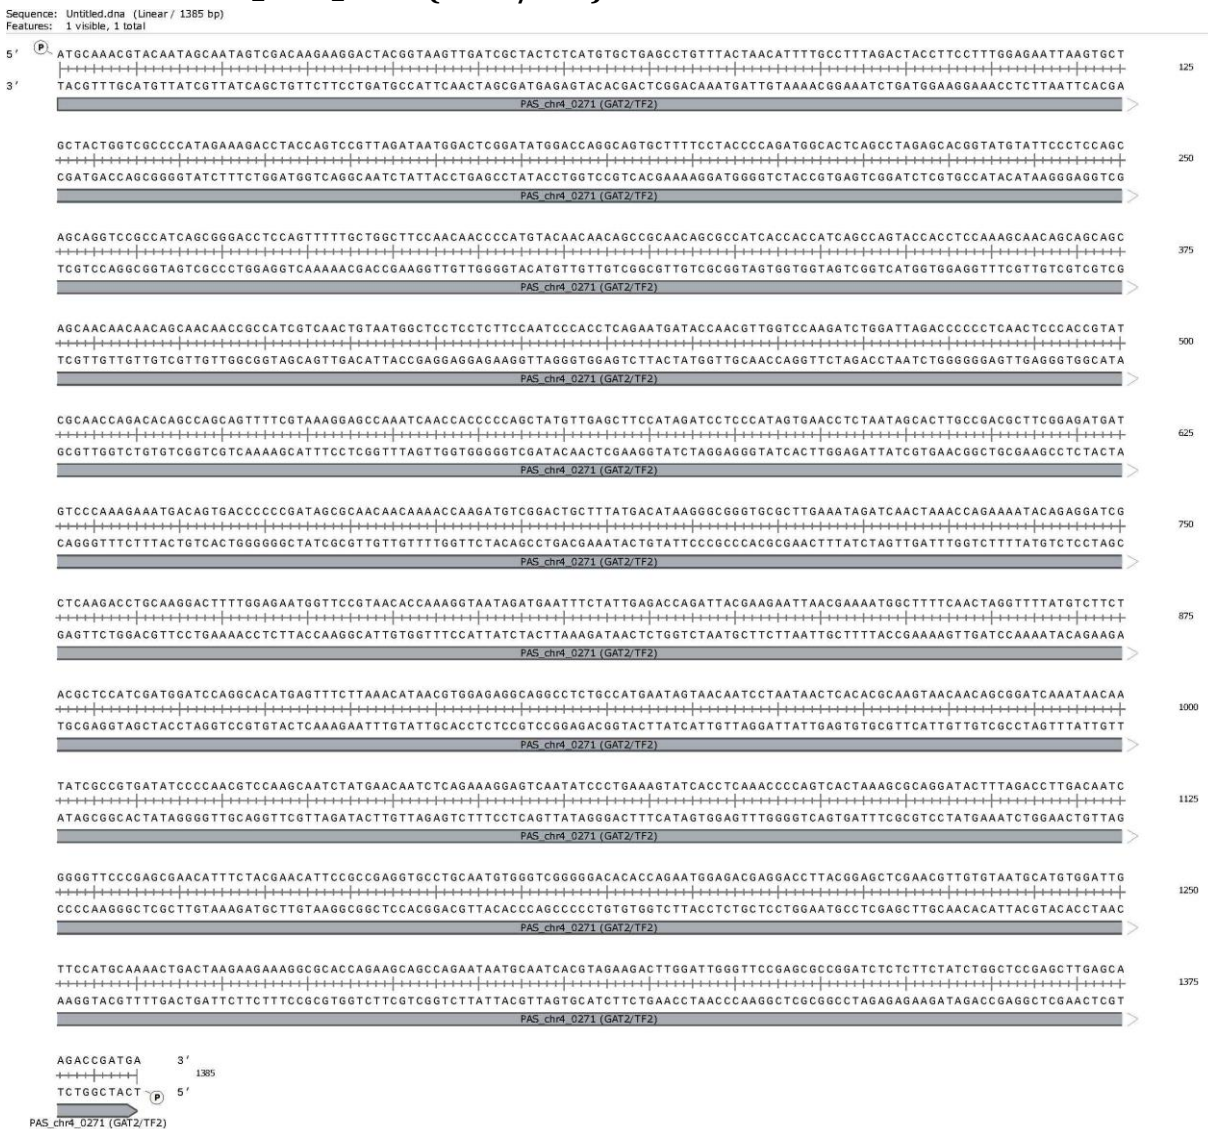 Sequence: Untitled.dna (Linear / 1385 bp)
Features: 1 visible, 1 total
5' P ATGCAAACGTACAATAGCAATAGTCGACAAGAAGGACTACGGTAAGTTGATCGCTACTCTCATGTGCTGAGCCTGTTTACTAACATTTTGCCTTTAGACTACCTTCCTTTGGAGAATTAAGTGCT
125
3' TACGTTTGCATGTTATCGTTATCAGCTGTTCTTCCTGATGCCATTCAACTAGCGATGAGAGTACACGACTCGGACAAATGATTGTAAAACGGAAATCTGATGGAAGGAAACCTCTTAATTCACGA
PAS_chr4_0271 (GAT2/TF2)
GCTACTGGTCGCCCCATAGAAAGACCTACCAGTCCGTTAGATAATGGACTCGGATATGGACCAGGCAGTGCTTTTCCTACCCCAGATGGCACTCAGCCTAGAGCACGGTATGTATTCCCTCCAGC
250
CGATGACCAGCGGGGTATCTTTCTGGATGGTCAGGCAATCTATTACCTGAGCCTATACCTGGTCCGTCACGAAAAGGATGGGGTCTACCGTGAGTCGGATCTCGTGCCATACATAAGGGAGGTCG
PAS_chr4_0271 (GAT2/TF2)
AGCAGGTCCGCCATCAGCGGGACCTCCAGTTTTTGCTGGCTTCCAACAACCCCATGTACAACAACAGCCGCAACAGCGCCATCACCACCATCAGCCAGTACCACCTCCAAAGCAACAGCAGCAGC
375
TCGTCCAGGCGGTAGTCGCCCTGGAGGTCAAAAACGACCGAAGGTTGTTGGGGTACATGTTGTTGTCGGCGTTGTCGCGGTAGTGGTGGTAGTCGGTCATGGTGGAGGTTTCGTTGTCGTCGTCG
PAS_chr4_0271 (GAT2/TF2)
AGCAACAACAACAGCAACAACCGCCATCGTCAACTGTAATGGCTCCTCCTCTTCCAATCCCACCTCAGAATGATACCAACGTTGGTCCAAGATCTGGATTAGACCCCCCTCAACTCCCACCGTAT
500
TCGTTGTTGTTGTCGTTGTTGGCGGTAGCAGTTGACATTACCGAGGAGGAGAAGGTTAGGGTGGAGTCTTACTATGGTTGCAACCAGGTTCTAGACCTAATCTGGGGGGAGTTGAGGGTGGCATA
PAS_chr4_0271 (GAT2/TF2)
CGCAACCAGACACAGCCAGCAGTTTTCGTAAAGGAGCCAAATCAACCACCCCCAGCTATGTTGAGCTTCCATAGATCCTCCCATAGTGAACCTCTAATAGCACTTGCCGACGCTTCGGAGATGAT
625
GCGTTGGTCTGTGTCGGTCGTCAAAAGCATTTCCTCGGTTTAGTTGGTGGGGGTCGATACAACTCGAAGGTATCTAGGAGGGTATCACTTGGAGATTATCGTGAACGGCTGCGAAGCCTCTACTA
PAS_chr4_0271 (GAT2/TF2)
GTCCCAAAGAAATGACAGTGACCCCCCGATAGCGCAACAACAAAACCAAGATGTCGGACTGCTTTATGACATAAGGGCGGGTGCGCTTGAAATAGATCAACTAAACCAGAAAATACAGAGGATCG
750
CAGGGTTTCTTTACTGTCACTGGGGGGCTATCGCGTTGTTGTTTTGGTTCTACAGCCTGACGAAATACTGTATTCCCGCCCACGCGAACTTTATCTAGTTGATTTGGTCTTTTATGTCTCCTAGC
PAS_chr4_0271 (GAT2/TF2)
CTCAAGACCTGCAAGGACTTTTGGAGAATGGTTCCGTAACACCAAAGGTAATAGATGAATTTCTATTGAGACCAGATTACGAAGAATTAACGAAAATGGCTTTTTCAACTAGGTTTTATGTCTTCT
875
GAGTTCTGGACGTTCCTGAAAACCTCTTACCAAGGCATTGTGGTTTCCATTATCTACTTAAAGATAACTCTGGTCTAATGCTTCTTAATTGCTTTTACCGAAAAAGTTGATCCAAAATACAGAAGA
PAS_chr4_0271 (GAT2/TF2)
ACGCTCCATCGATGGATCCAGGCACATGAGTTTCTTAAACATAACGTGGAGAGGCAGGCCTCTGCCATGAATAGTAACAATCCTAATAACTCACACGCAAGTAACAACAGCGGATCAAATAACAA
1000
TGCGAGGTAGCTACCTAGGTCCGTGTACTCAAAGAATTTGTATTGCACCTCTCCGTCCGGAGACGGTACTTATCATTGTTAGGATTATTGAGTGTGCGTTCATTGTTGTCGCCTAGTTTATTGTT
PAS_chr4_0271 (GAT2/TF2)
TATCGCCGTGATATCCCCAACGTCCAAGCAATCTATGAACAATCTCAGAAAGGAGTCAATATCCCTGAAAGTATCACCTCAAACCCCAGTCACTAAAGCGCAGGATACTTTAGACCTTGACAATC
1125
ATAGCGGCACTATAGGGGTTGCAGGTTCGTTAGATACTTGTTAGAGTCTTTCCTCAGTTATAGGGACTTTCATAGTGGAGTTTGGGGTCAGTGATTTCGCGTCCTATGAAATCTGGAACTGTTAG
PAS_chr4_0271 (GAT2/TF2)
GGGGTTCCCGAGCGAACATTTCTACGAACATTCCGCCGAGGTGCCTGCAATGTGGGTCGGGGGACACACCAGAATGGAGACGAGGACCTTACGGAGCTCGAACGTTGTGTAATGCATGTGGATTG
1250
CCCCAAGGGCTCGCTTGTAAAGATGCTTGTAAGGCGGCTCCACGGACGTTACACCCAGCCCCCTGTGTGGTCTTACCTCTGCTCCTGGAATGCCTCGAGCTTGCAACACATTACGTACACCTAAC
PAS_chr4_0271 (GAT2/TF2)
TTCCATGCAAAACTGACTAAGAAGAAAGGCGCACCAGAAGCAGCCAGAATAATGCAATCACGTAGAAGACTTGGATTGGGTTCCGAGCGCCGGATCTCTCTTCTATCTGGCTCCGAGCTTGAGCA
1375
AAGGTACGTTTTGACTGATTCTTCTTTCCGCGTGGTCTTCGTCGGTCTTATTACGTTAGTGCATCTTCTGAACCTAACCCAAGGCTCGCGGCCTAGAGAGAAGATAGACCGAGGCTCGAACTCGT
PAS_chr4_0271 (GAT2/TF2)
AGACCGATGA 3'
1385
TCTGGCTACT P 5'
PAS_chr4_0271 (GAT2/TF2)